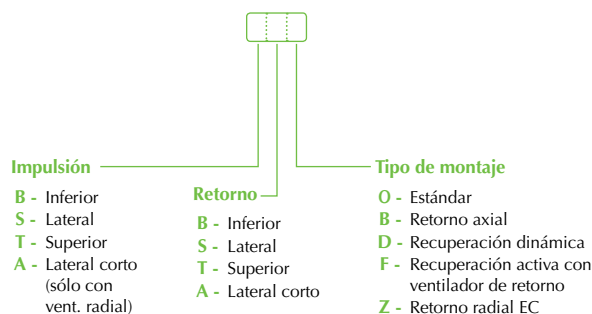 Impulsión
B - Inferior
S - Lateral
T - Superior
A - Lateral corto
(sólo con
vent. radial)
Retorno
B - Inferior
S - Lateral
T - Superior
A - Lateral corto
Tipo de montaje
O - Estándar
B - Retorno axial
D - Recuperación dinámica
F - Recuperación activa con
ventilador de retorno
Z - Retorno radial EC